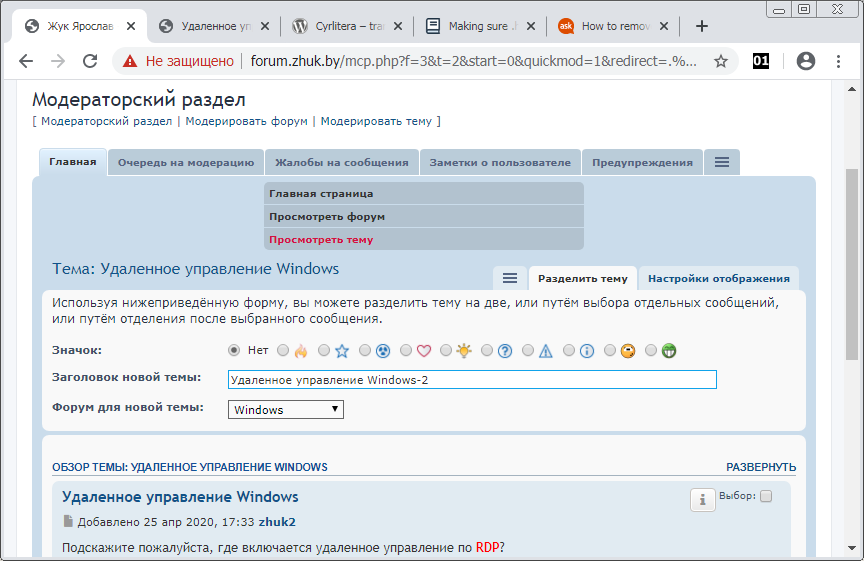 Жук Ярослав
Удаленное уп
Cyrlitera – tran
Making sure .h
How to remov
Не защищено | forum.zhuk.by/mcp.php?f=3&t=2&start=0&quickmod=1&redirect=.%... 01
Модераторский раздел
[ Модераторский раздел | Модерировать форум | Модерировать тему ]
Главная Очередь на модерацию Жалобы на сообщения Заметки о пользователе Предупреждения
Главная страница
Просмотреть форум
Просмотреть тему
Тема: Удаленное управление Windows
Разделить тему Настройки отображения
Используя нижеприведённую форму, вы можете разделить тему на две, или путём выбора отдельных сообщений,
или путём отделения после выбранного сообщения.
Значок: Нет
Заголовок новой темы: Удаленное управление Windows-2
Форум для новой темы: Windows
ОБЗОР ТЕМЫ: УДАЛЕННОЕ УПРАВЛЕНИЕ WINDOWS РАЗВЕРНУТЬ
Удаленное управление Windows
Выбор:
Добавлено 25 апр 2020, 17:33 zhuk2
Подскажите пожалуйста, где включается удаленное управление по RDP?